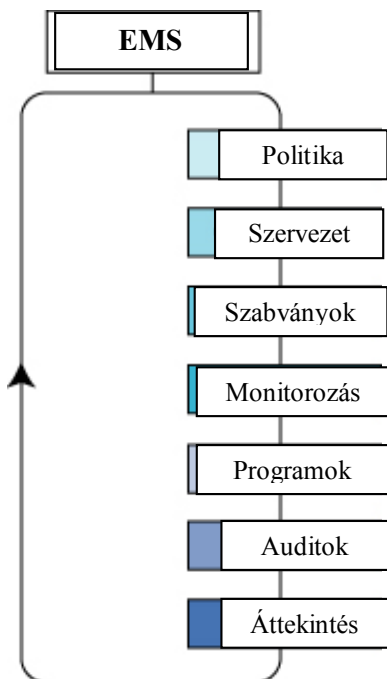 EMS
Politika
Szervezet
Szabványok
Monitorozás
Programok
Auditok
Áttekintés